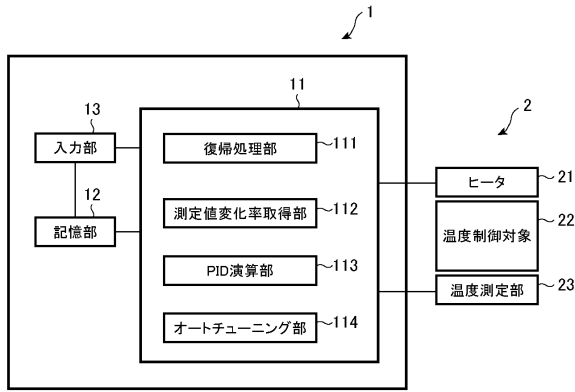 1
11
13
入力部
復帰処理部
111
2
ヒータ
21
12
記憶部
測定値変化率取得部
112
温度制御対象
22
PID演算部
113
温度測定部
23
オートチューニング部
114